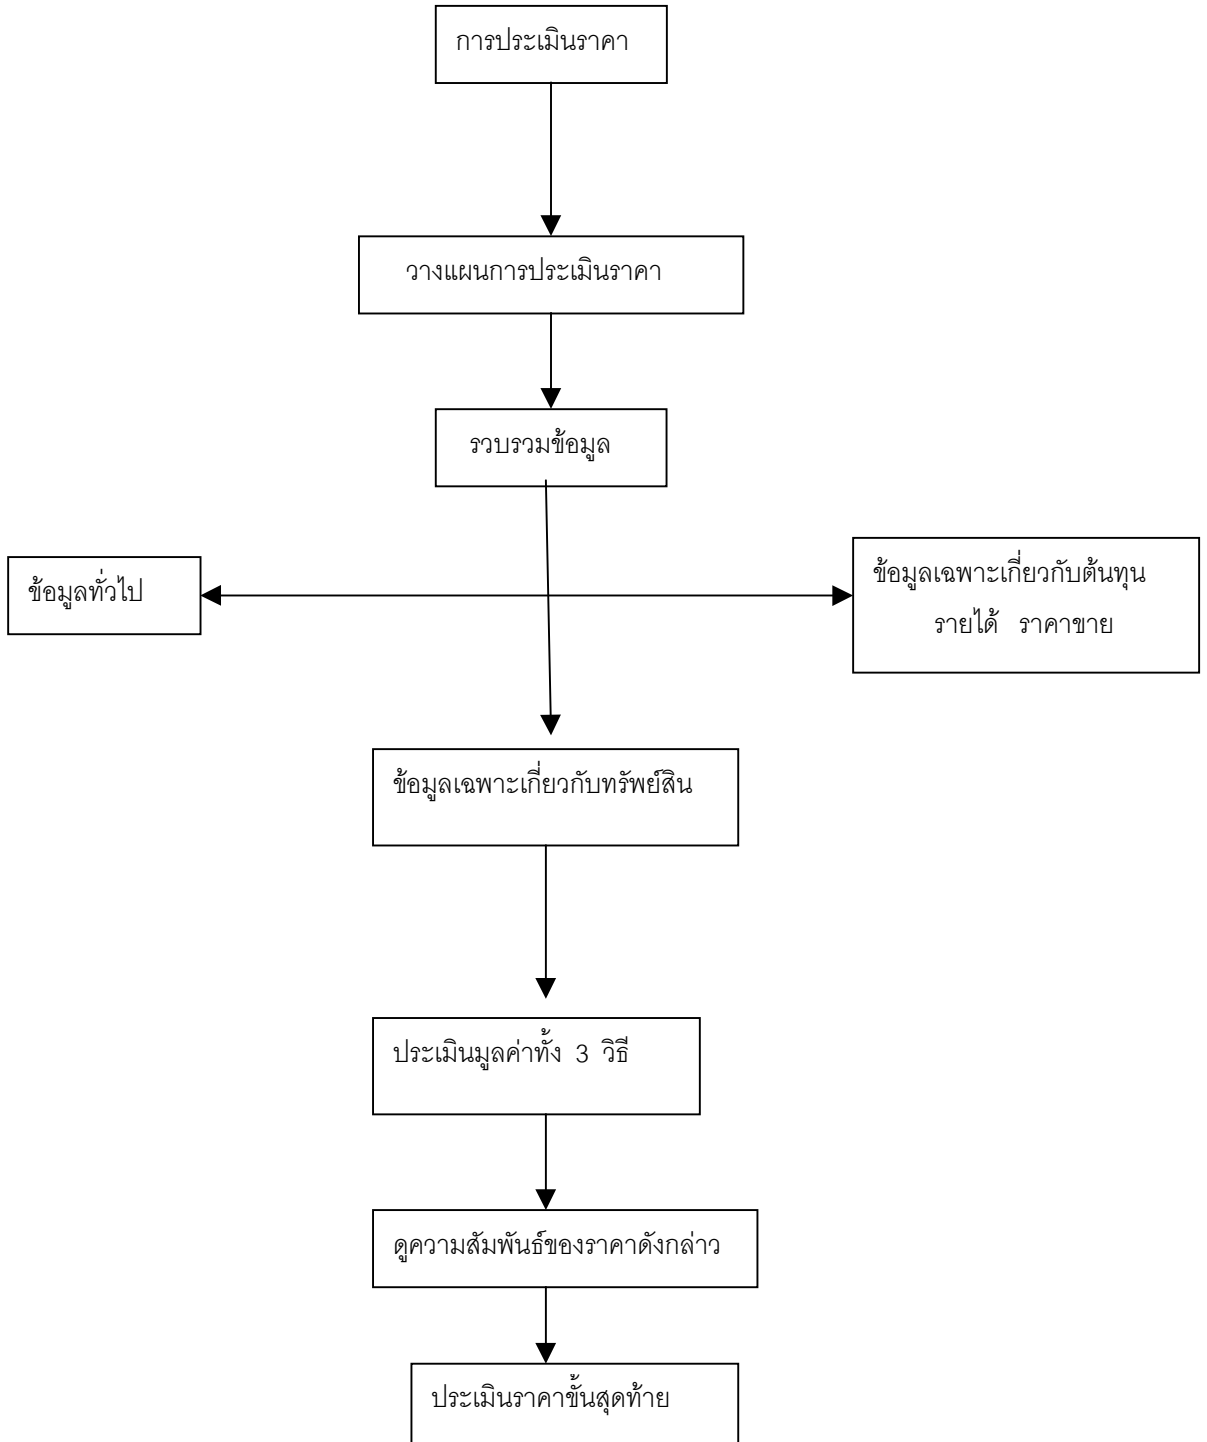 การประเมินราคา
วางแผนการประเมินราคา
รวบรวมข้อมูล
ข้อมูลทั่วไป
ข้อมูลเฉพาะเกี่ยวกับต้นทุน
รายได้ ราคาขาย
ข้อมูลเฉพาะเกี่ยวกับทรัพย์สิน
ประเมินมูลค่าทั้ง 3 วิธี
ดูความสัมพันธ์ของราคาดังกล่าว
ประเมินราคาขั้นสุดท้าย